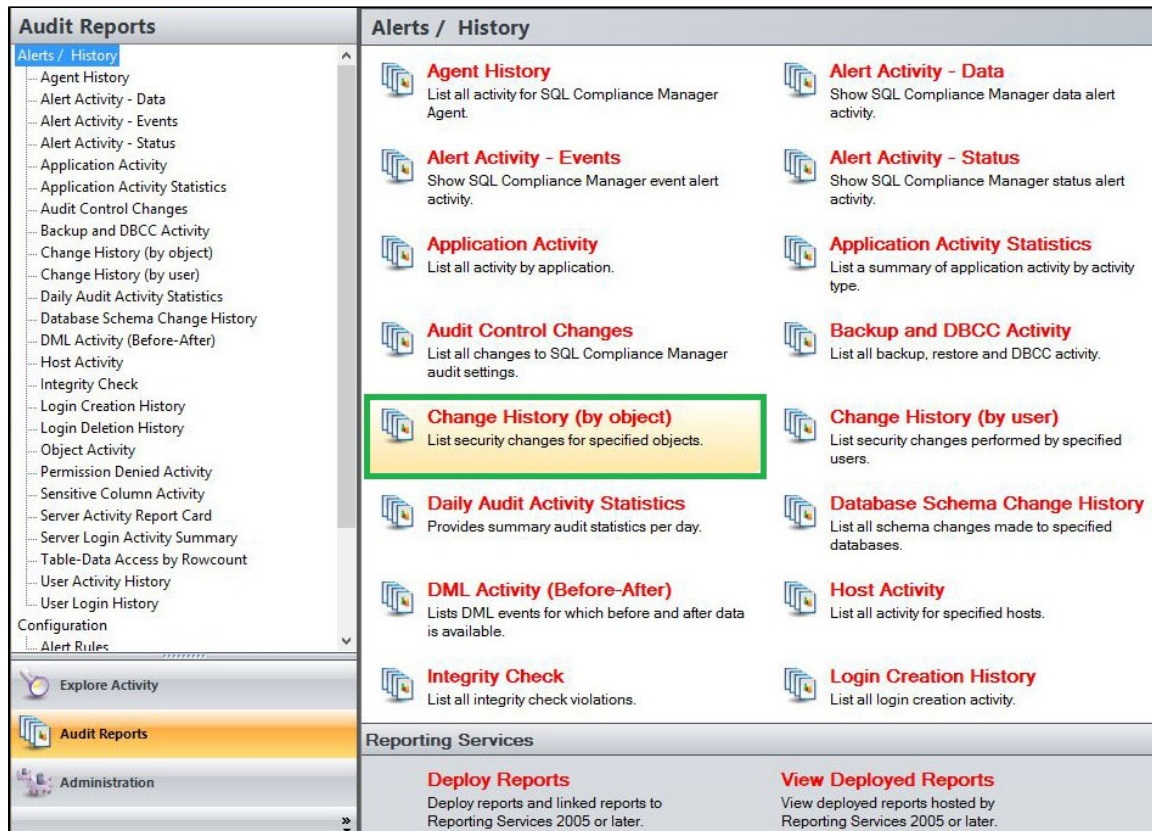 Audit Reports
Alerts / History
Agent History
Alert Activity - Data
Alert Activity - Events
Alert Activity - Status
Application Activity
Application Activity Statistics
Audit Control Changes
Backup and DBCC Activity
Change History (by object)
Change History (by user)
Daily Audit Activity Statistics
Database Schema Change History
DML Activity (Before-After)
Host Activity
Integrity Check
Login Creation History
Login Deletion History
Object Activity
Permission Denied Activity
Sensitive Column Activity
Server Activity Report Card
Server Login Activity Summary
Table-Data Access by Rowcount
User Activity History
User Login History
Configuration
Alert Rules
Explore Activity
Audit Reports
Administration
Alerts / History
Agent History
List all activity for SQL Compliance Manager
Agent.
Alert Activity - Data
Show SQL Compliance Manager data alert
activity.
Alert Activity - Events
Show SQL Compliance Manager event alert
activity.
Alert Activity - Status
Show SQL Compliance Manager status alert
activity.
Application Activity
List all activity by application.
Application Activity Statistics
List a summary of application activity by activity
type.
Audit Control Changes
List all changes to SQL Compliance Manager
audit settings.
Backup and DBCC Activity
List all backup, restore and DBCC activity.
Change History (by object)
List security changes for specified objects.
Change History (by user)
List security changes performed by specified
users.
Daily Audit Activity Statistics
Provides summary audit statistics per day.
Database Schema Change History
List all schema changes made to specified
databases.
DML Activity (Before-After)
Lists DML events for which before and after data
is available.
Host Activity
List all activity for specified hosts.
Integrity Check
List all integrity check violations.
Login Creation History
List all login creation activity.
Reporting Services
Deploy Reports
Deploy reports and linked reports to
Reporting Services 2005 or later.
View Deployed Reports
View deployed reports hosted by
Reporting Services 2005 or later.